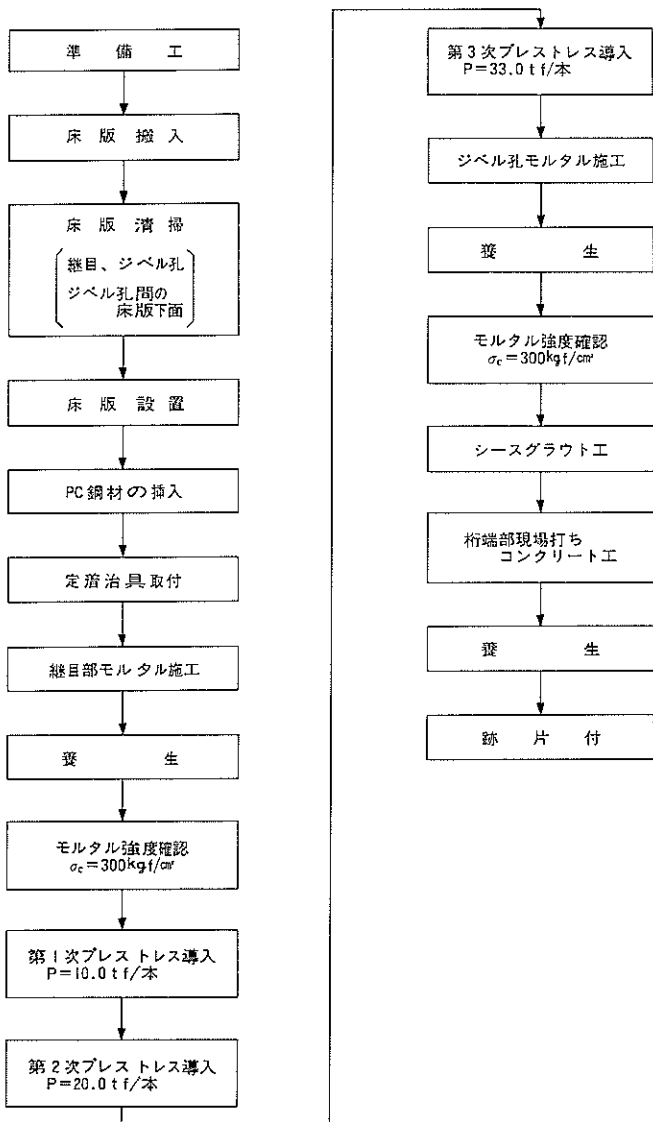 準備工
床版搬入
床版清掃
継目、ジベル孔
ジベル孔間の
床版下面
床版設置
PC鋼材の挿入
定着治具取付
継目部モルタル施工
養生
モルタル強度確認
σc=300kgf/cm²
第1次プレストレス導入
P=10.0tf/本
第2次プレストレス導入
P=20.0tf/本
第3次プレストレス導入
P=33.0tf/本
ジベル孔モルタル施工
養生
モルタル強度確認
σc=300kgf/cm²
シースグラウト工
桁端部現場打ち
コンクリート工
養生
跡片付